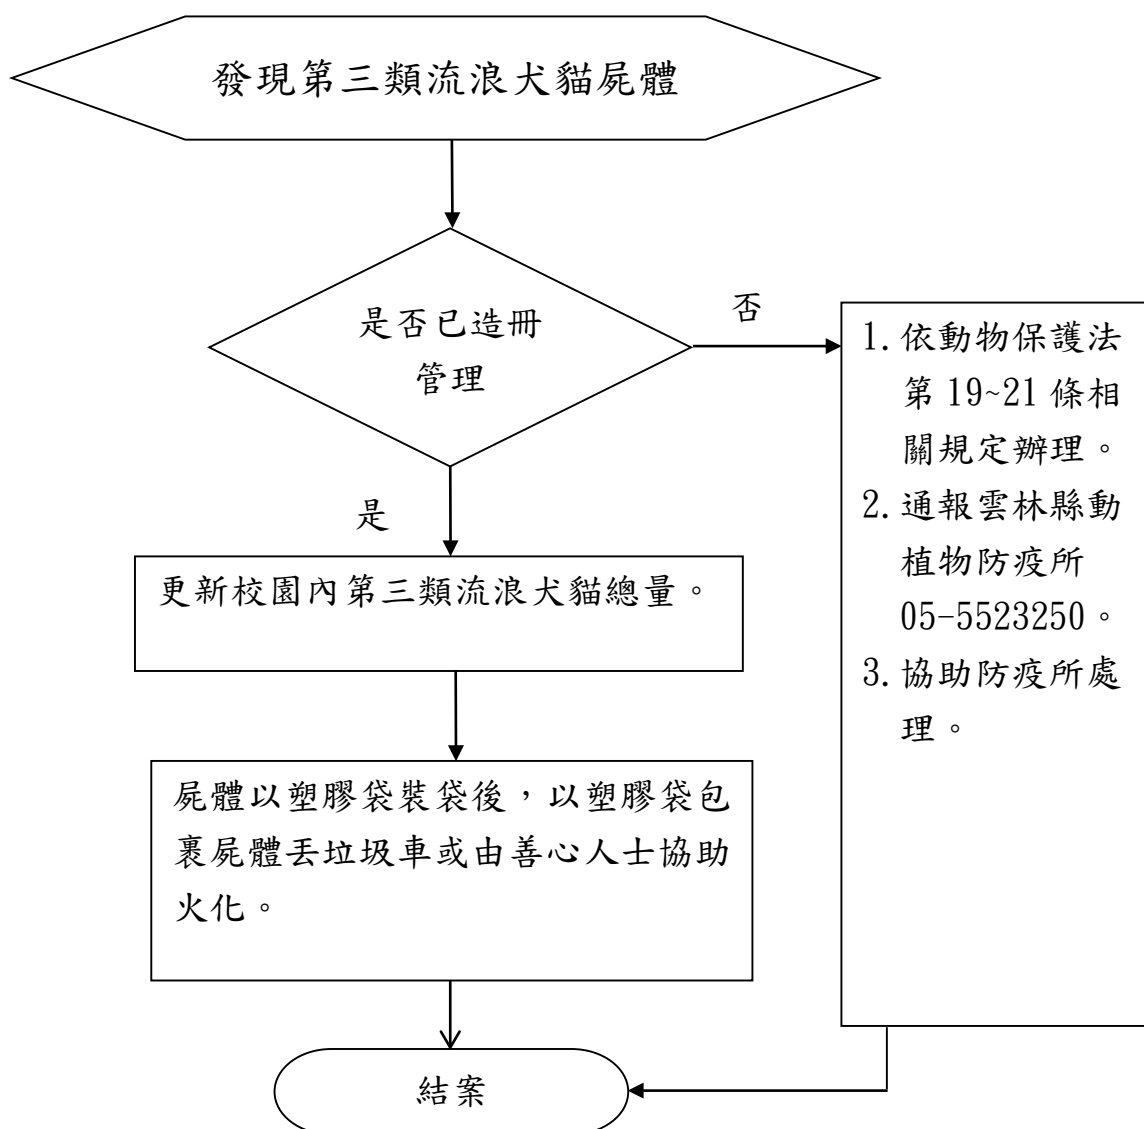 發現第三類流浪犬貓屍體
是否已造冊
管理
否
1. 依動物保護法
第 19~21 條相
關規定辦理。
2. 通報雲林縣動
植物防疫所
05-5523250。
3. 協助防疫所處
理。
是
更新校園內第三類流浪犬貓總量。
屍體以塑膠袋裝袋後，以塑膠袋包
裹屍體丟垃圾車或由善心人士協助
火化。
結案